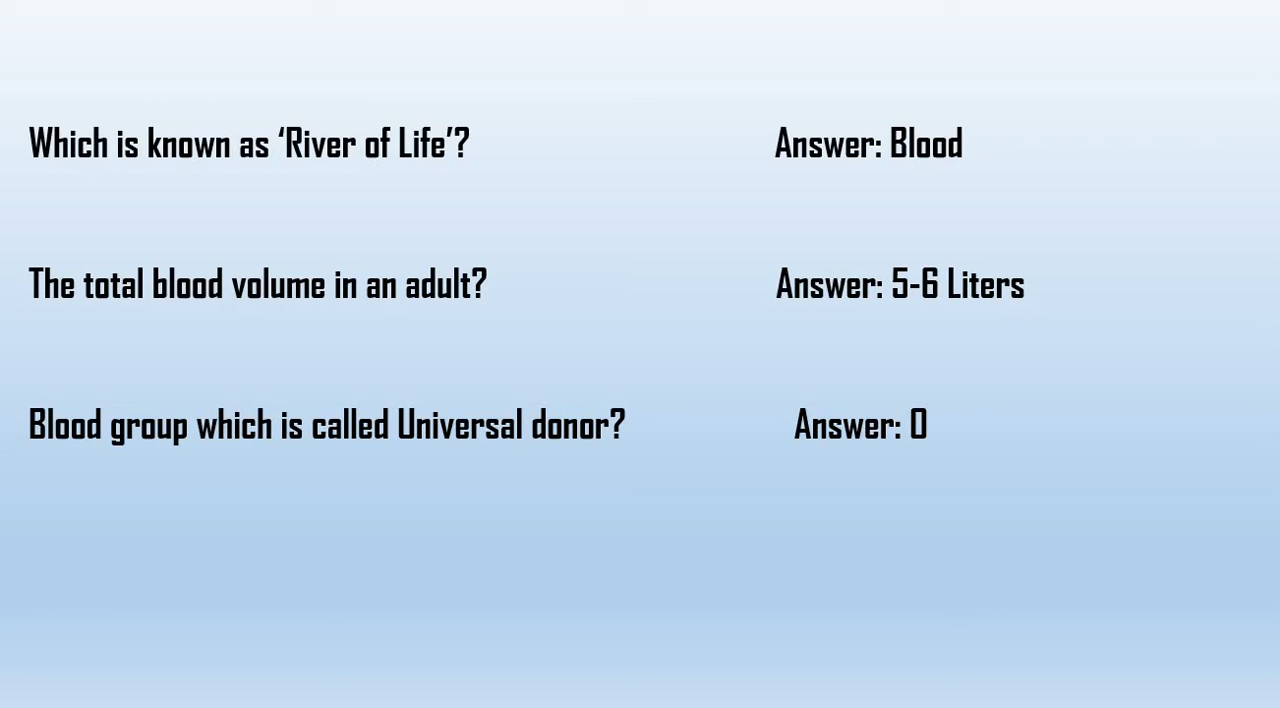 Which is known as ‘River of Life’? Answer: Blood
The total blood volume in an adult? Answer: 5-6 Liters
Blood group which is called Universal donor? Answer: O